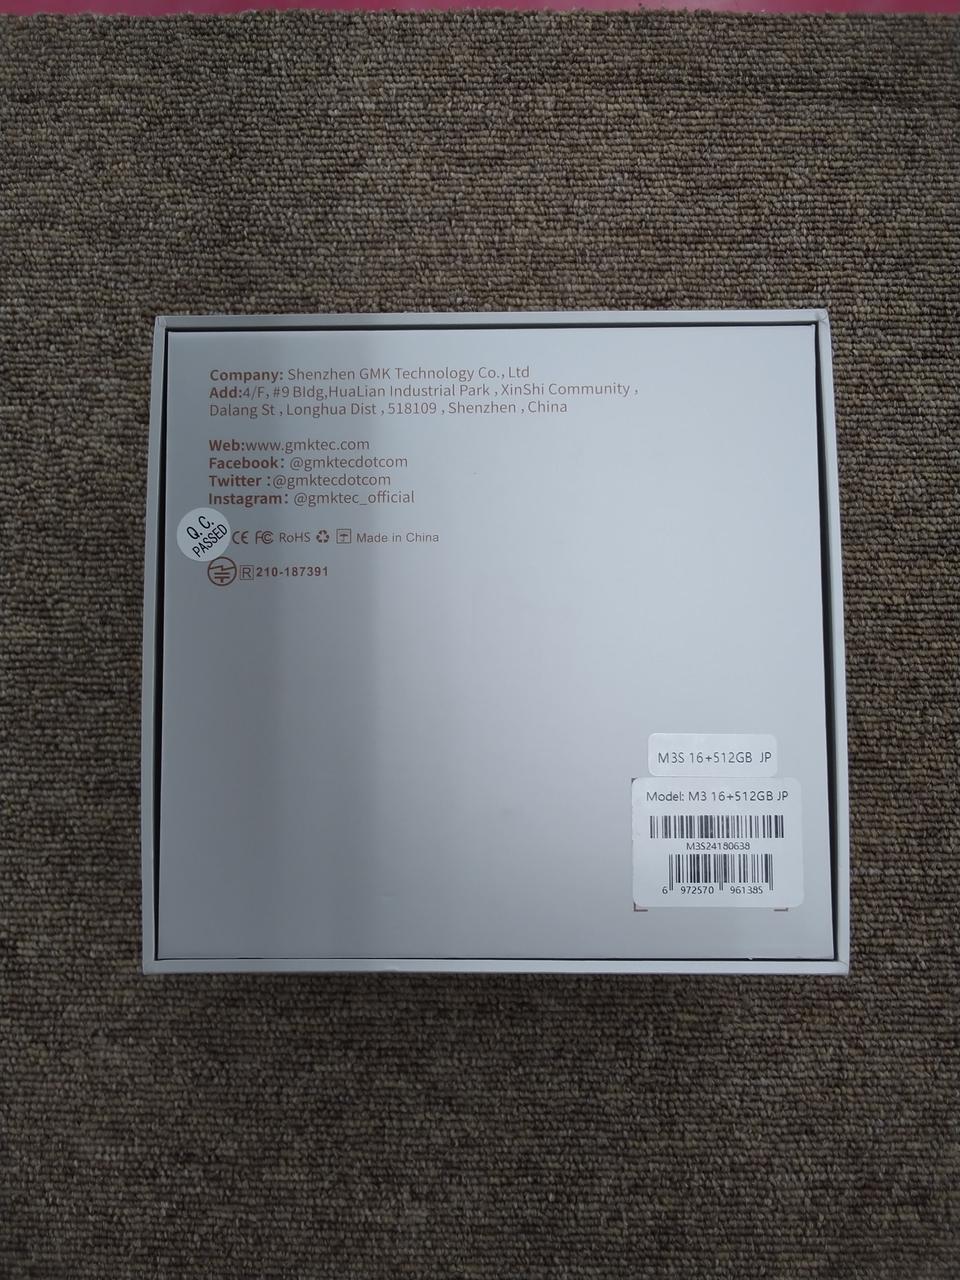 Company: Shenzhen GMK Technology Co., Ltd
Add:4/F, #9 Bldg,HuaLian Industrial Park , XinShi Community ,
Dalang St , Longhua Dist , 518109 , Shenzhen , China
Web:www.gmktec.com
Facebook: @gmktecdotcom
Twitter :@gmktecdotcom
Instagram: @gmktec_official
Q.C.
PASSED
CE FC RoHS Made in China
R 210-187391
M3S 16+512GB JP
Model: M3 16+512GB JP
M3S24180638
6 972570 961385